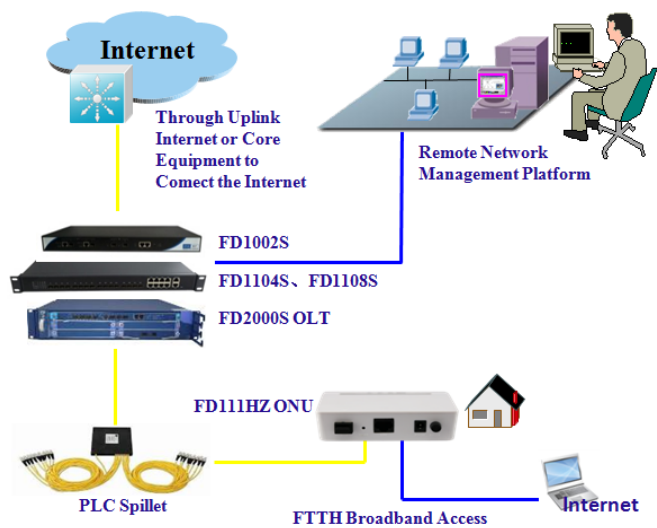 Internet
Through Uplink
Internet or Core
Equipment to
Comect the Internet
Remote Network
Management Platform
FD1002S
FD1104S、FD1108S
FD2000S OLT
FD111HZ ONU
PLC Spillet
FTTH Broadband Access
Internet